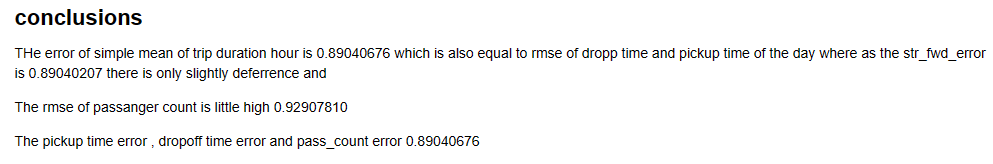 conclusions
THe error of simple mean of trip duration hour is 0.89040676 which is also equal to rmse of dropp time and pickup time of the day where as the str_fwd_error
is 0.89040207 there is only slightly deferrence and
The rmse of passanger count is little high 0.92907810
The pickup time error , dropoff time error and pass_count error 0.89040676